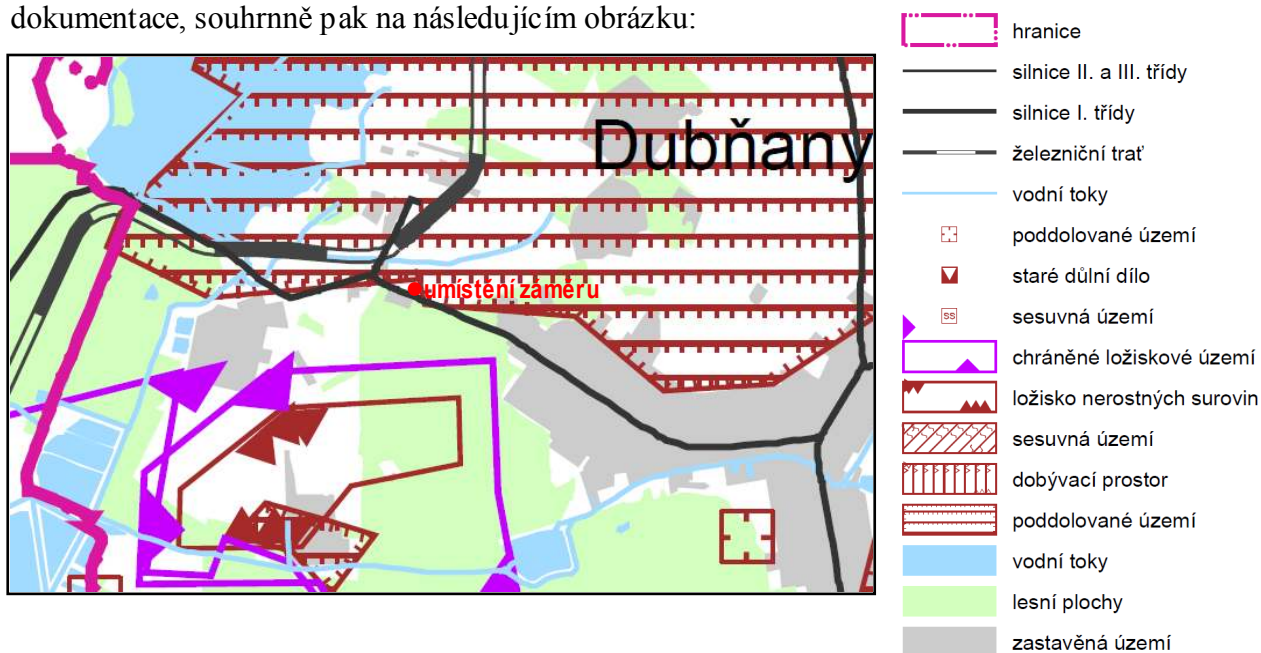 dokumentace, souhrnně pak na následujícím obrázku:
Dubňany
umístění záměru
hranice
silnice II. a III. třídy
silnice I. třídy
železniční trať
vodní toky
poddolované území
staré důlní dílo
SS
sesuvná území
chráněné ložiskové území
ložisko nerostných surovin
sesuvná území
dobývací prostor
poddolované území
vodní toky
lesní plochy
zastavěná území